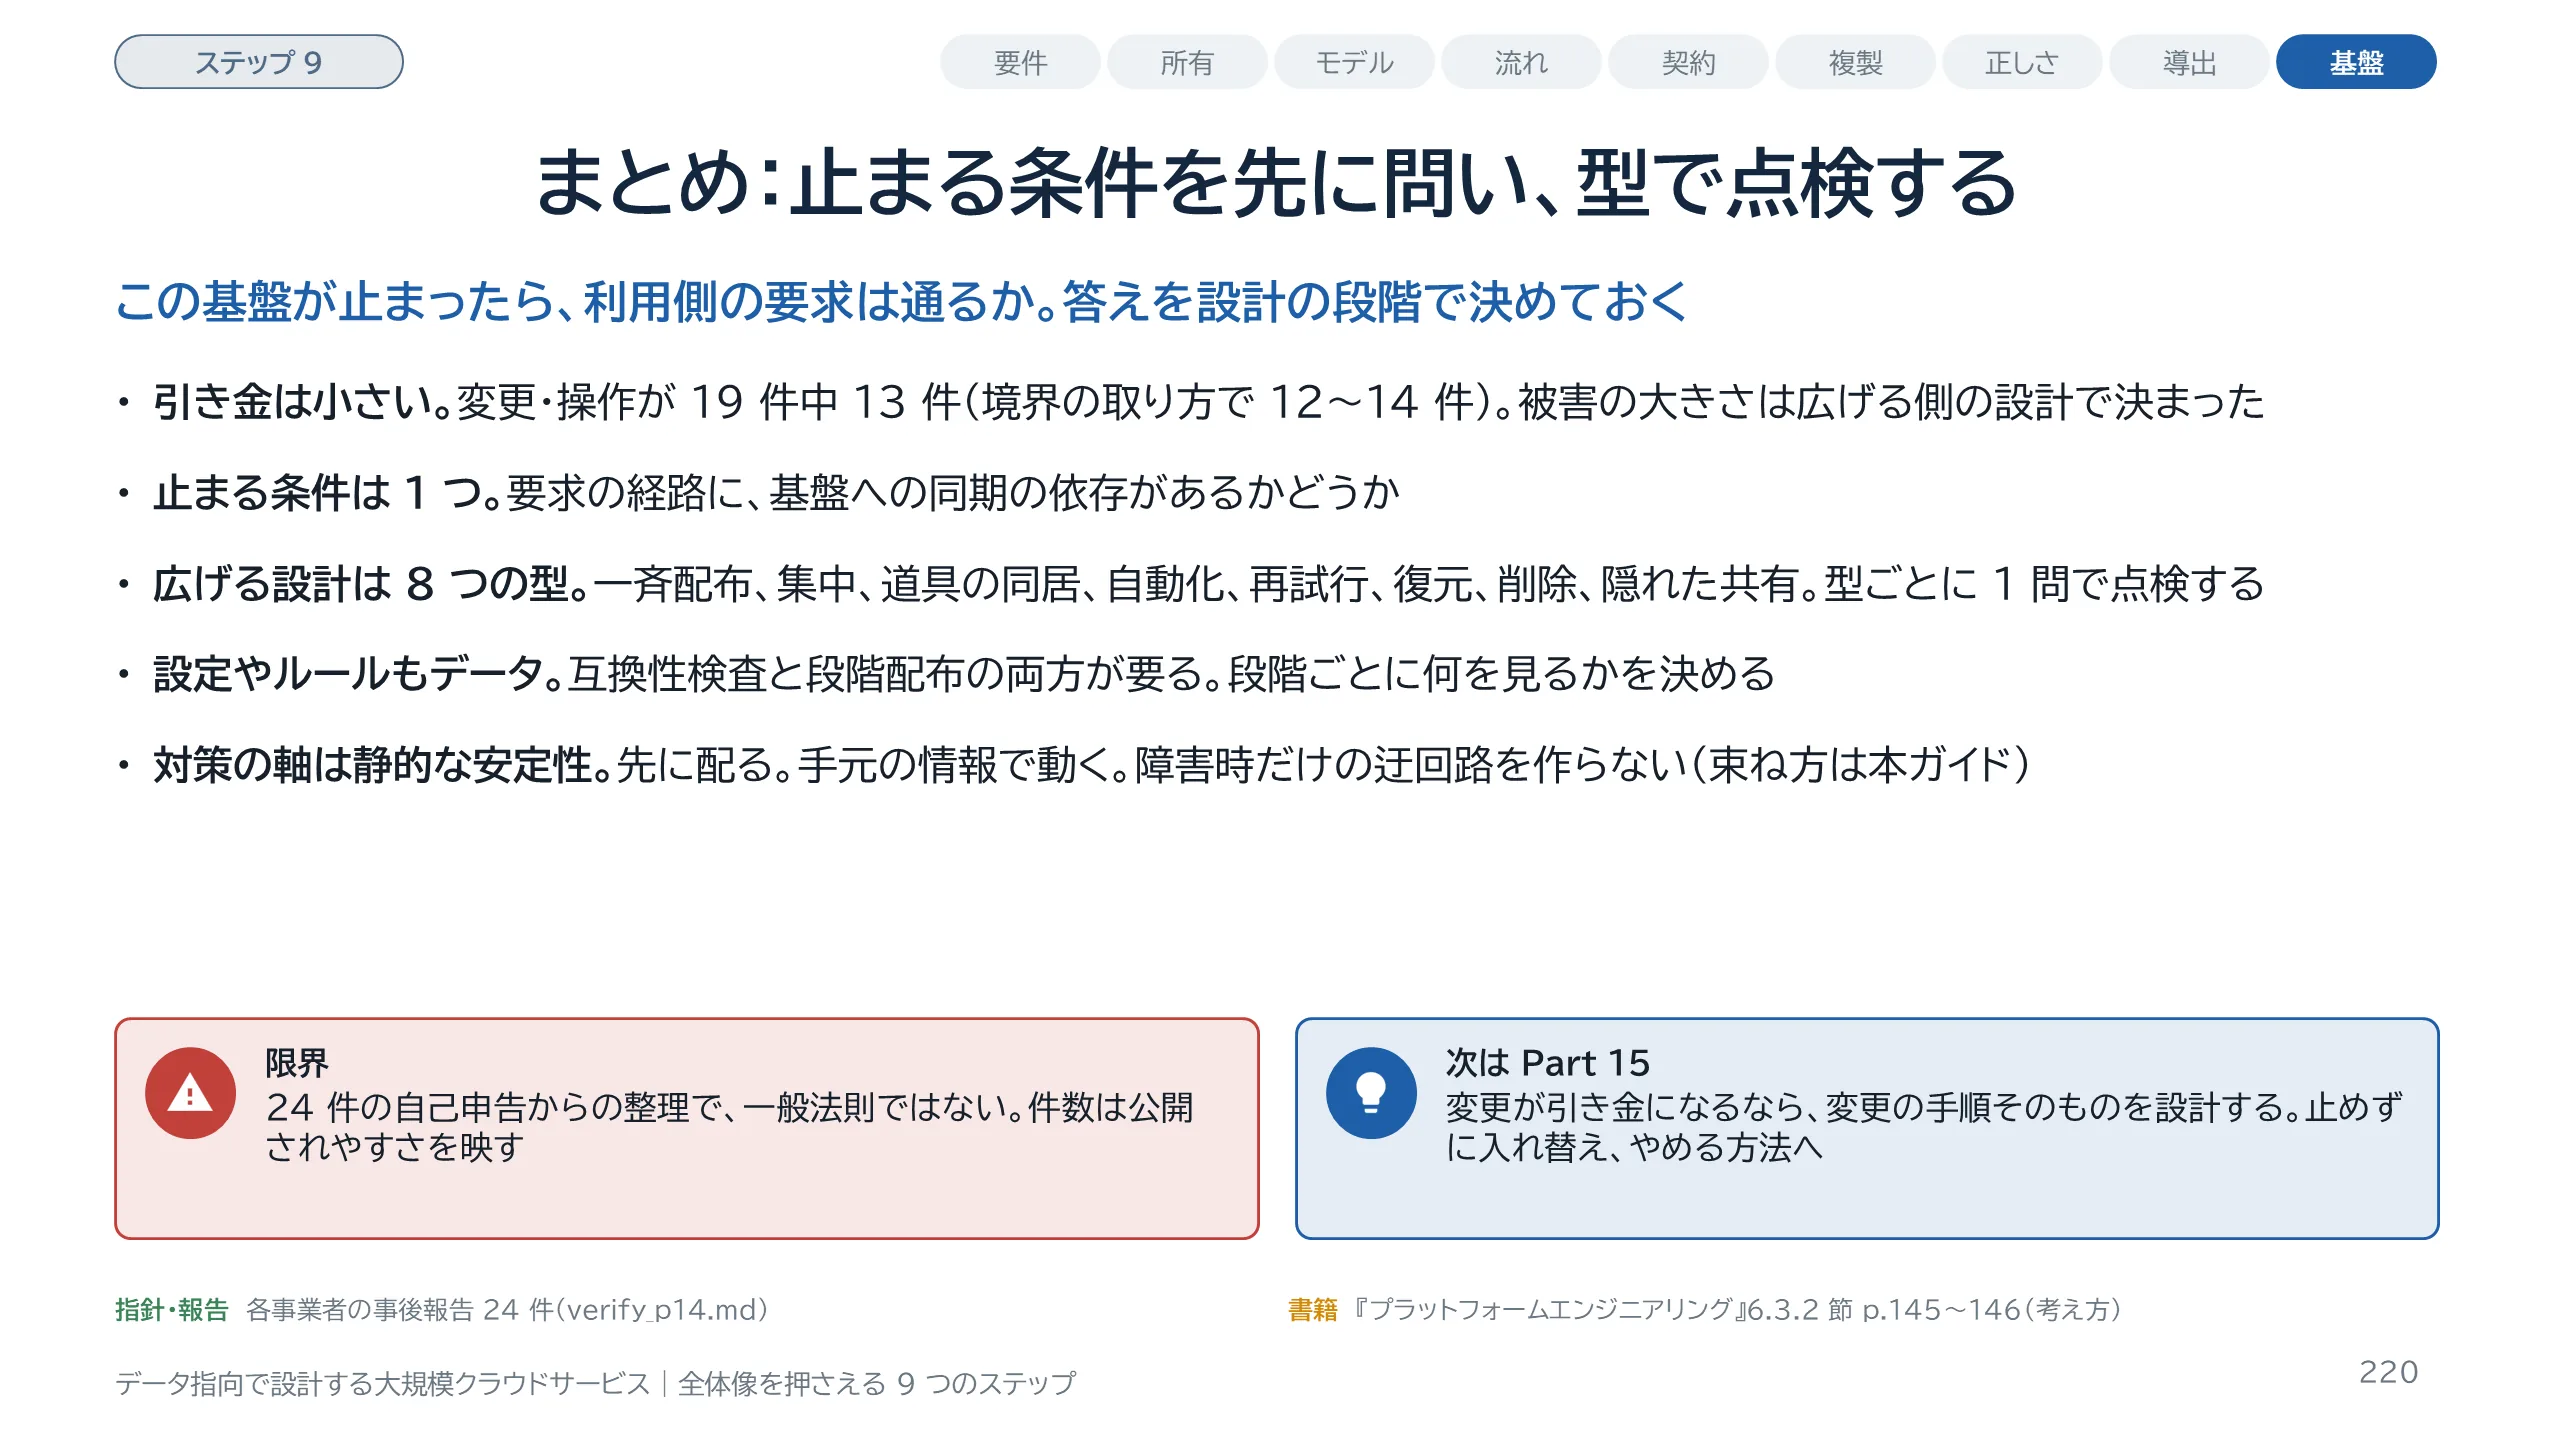 ステップ 9
要件
所有
モデル
流れ
契約
複製
正しさ
導出
基盤
まとめ：止まる条件を先に問い、型で点検する
この基盤が止まったら、利用側の要求は通るか。答えを設計の段階で決めておく
・ 引き金は小さい。変更・操作が 19 件中 13 件（境界の取り方で 12〜14 件）。被害の大きさは広げる側の設計で決まった
・ 止まる条件は 1 つ。要求の経路に、基盤への同期の依存があるかどうか
・ 広げる設計は 8 つの型。一斉配布、集中、道具の同居、自動化、再試行、復元、削除、隠れた共有。型ごとに 1 問で点検する
・ 設定やルールもデータ。互換性検査と段階配布の両方が要る。段階ごとに何を見るかを決める
・ 対策の軸は静的な安定性。先に配る。手元の情報で動く。障害時だけの迂回路を作らない（束ね方は本ガイド）
限界
24 件の自己申告からの整理で、一般法則ではない。件数は公開
されやすさを映す
次は Part 15
変更が引き金になるなら、変更の手順そのものを設計する。止めず
に入れ替え、やめる方法へ
指針・報告 各事業者の事後報告 24 件（verify_p14.md）
書籍 『プラットフォームエンジニアリング』6.3.2 節 p.145〜146（考え方）
データ指向で設計する大規模クラウドサービス｜全体像を押さえる 9 つのステップ
220